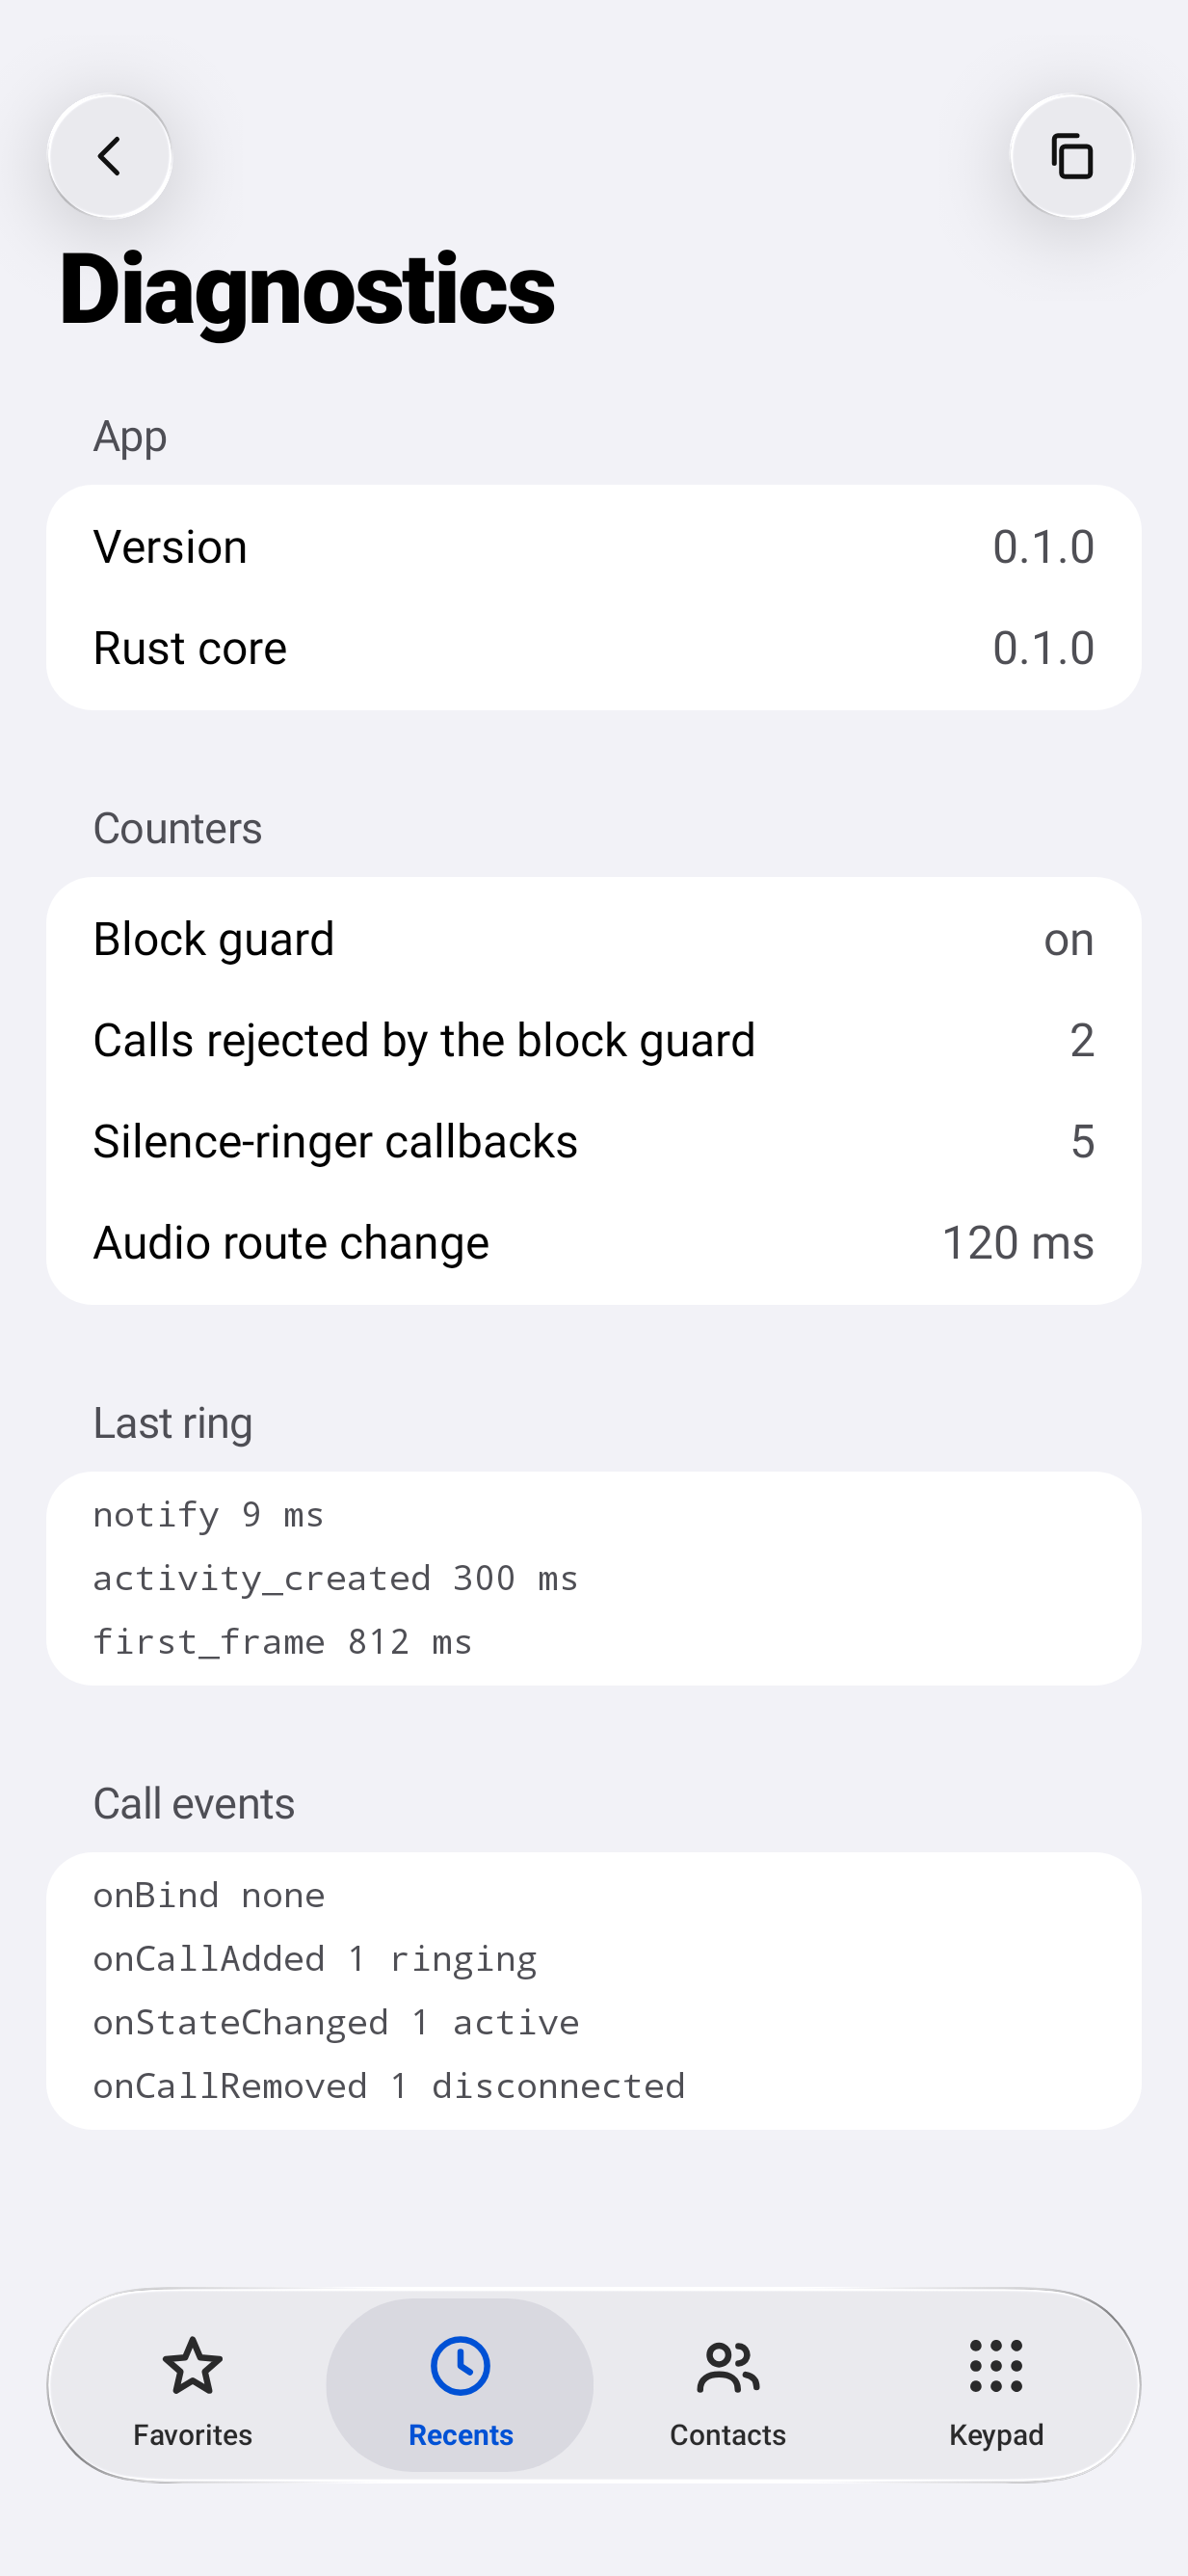 Diagnostics
App
Version 0.1.0
Rust core 0.1.0
Counters
Block guard on
Calls rejected by the block guard 2
Silence-ringer callbacks 5
Audio route change 120 ms
Last ring
notify 9 ms
activity_created 300 ms
first_frame 812 ms
Call events
onBind none
onCallAdded 1 ringing
onStateChanged 1 active
onCallRemoved 1 disconnected
Favorites Recents Contacts Keypad